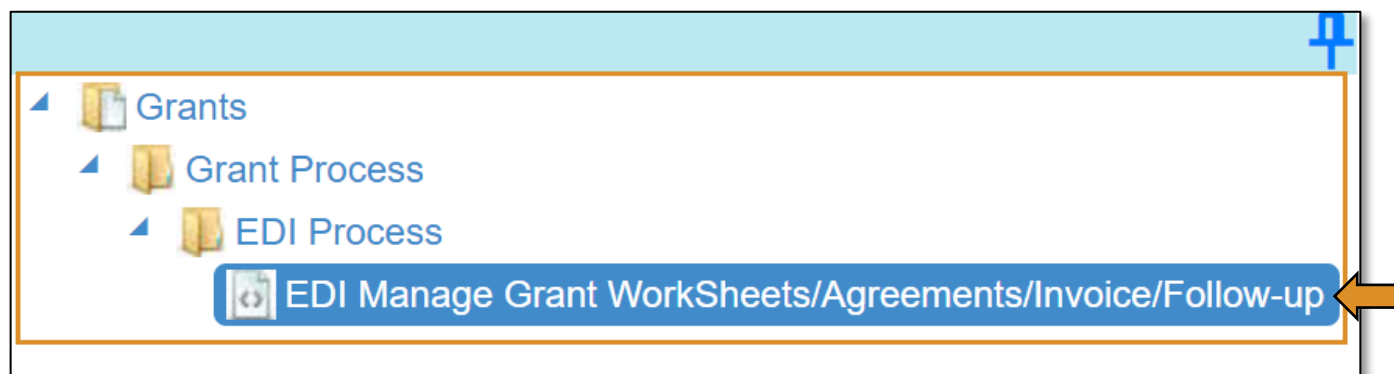 Grants
Grant Process
EDI Process
EDI Manage Grant WorkSheets/Agreements/Invoice/Follow-up